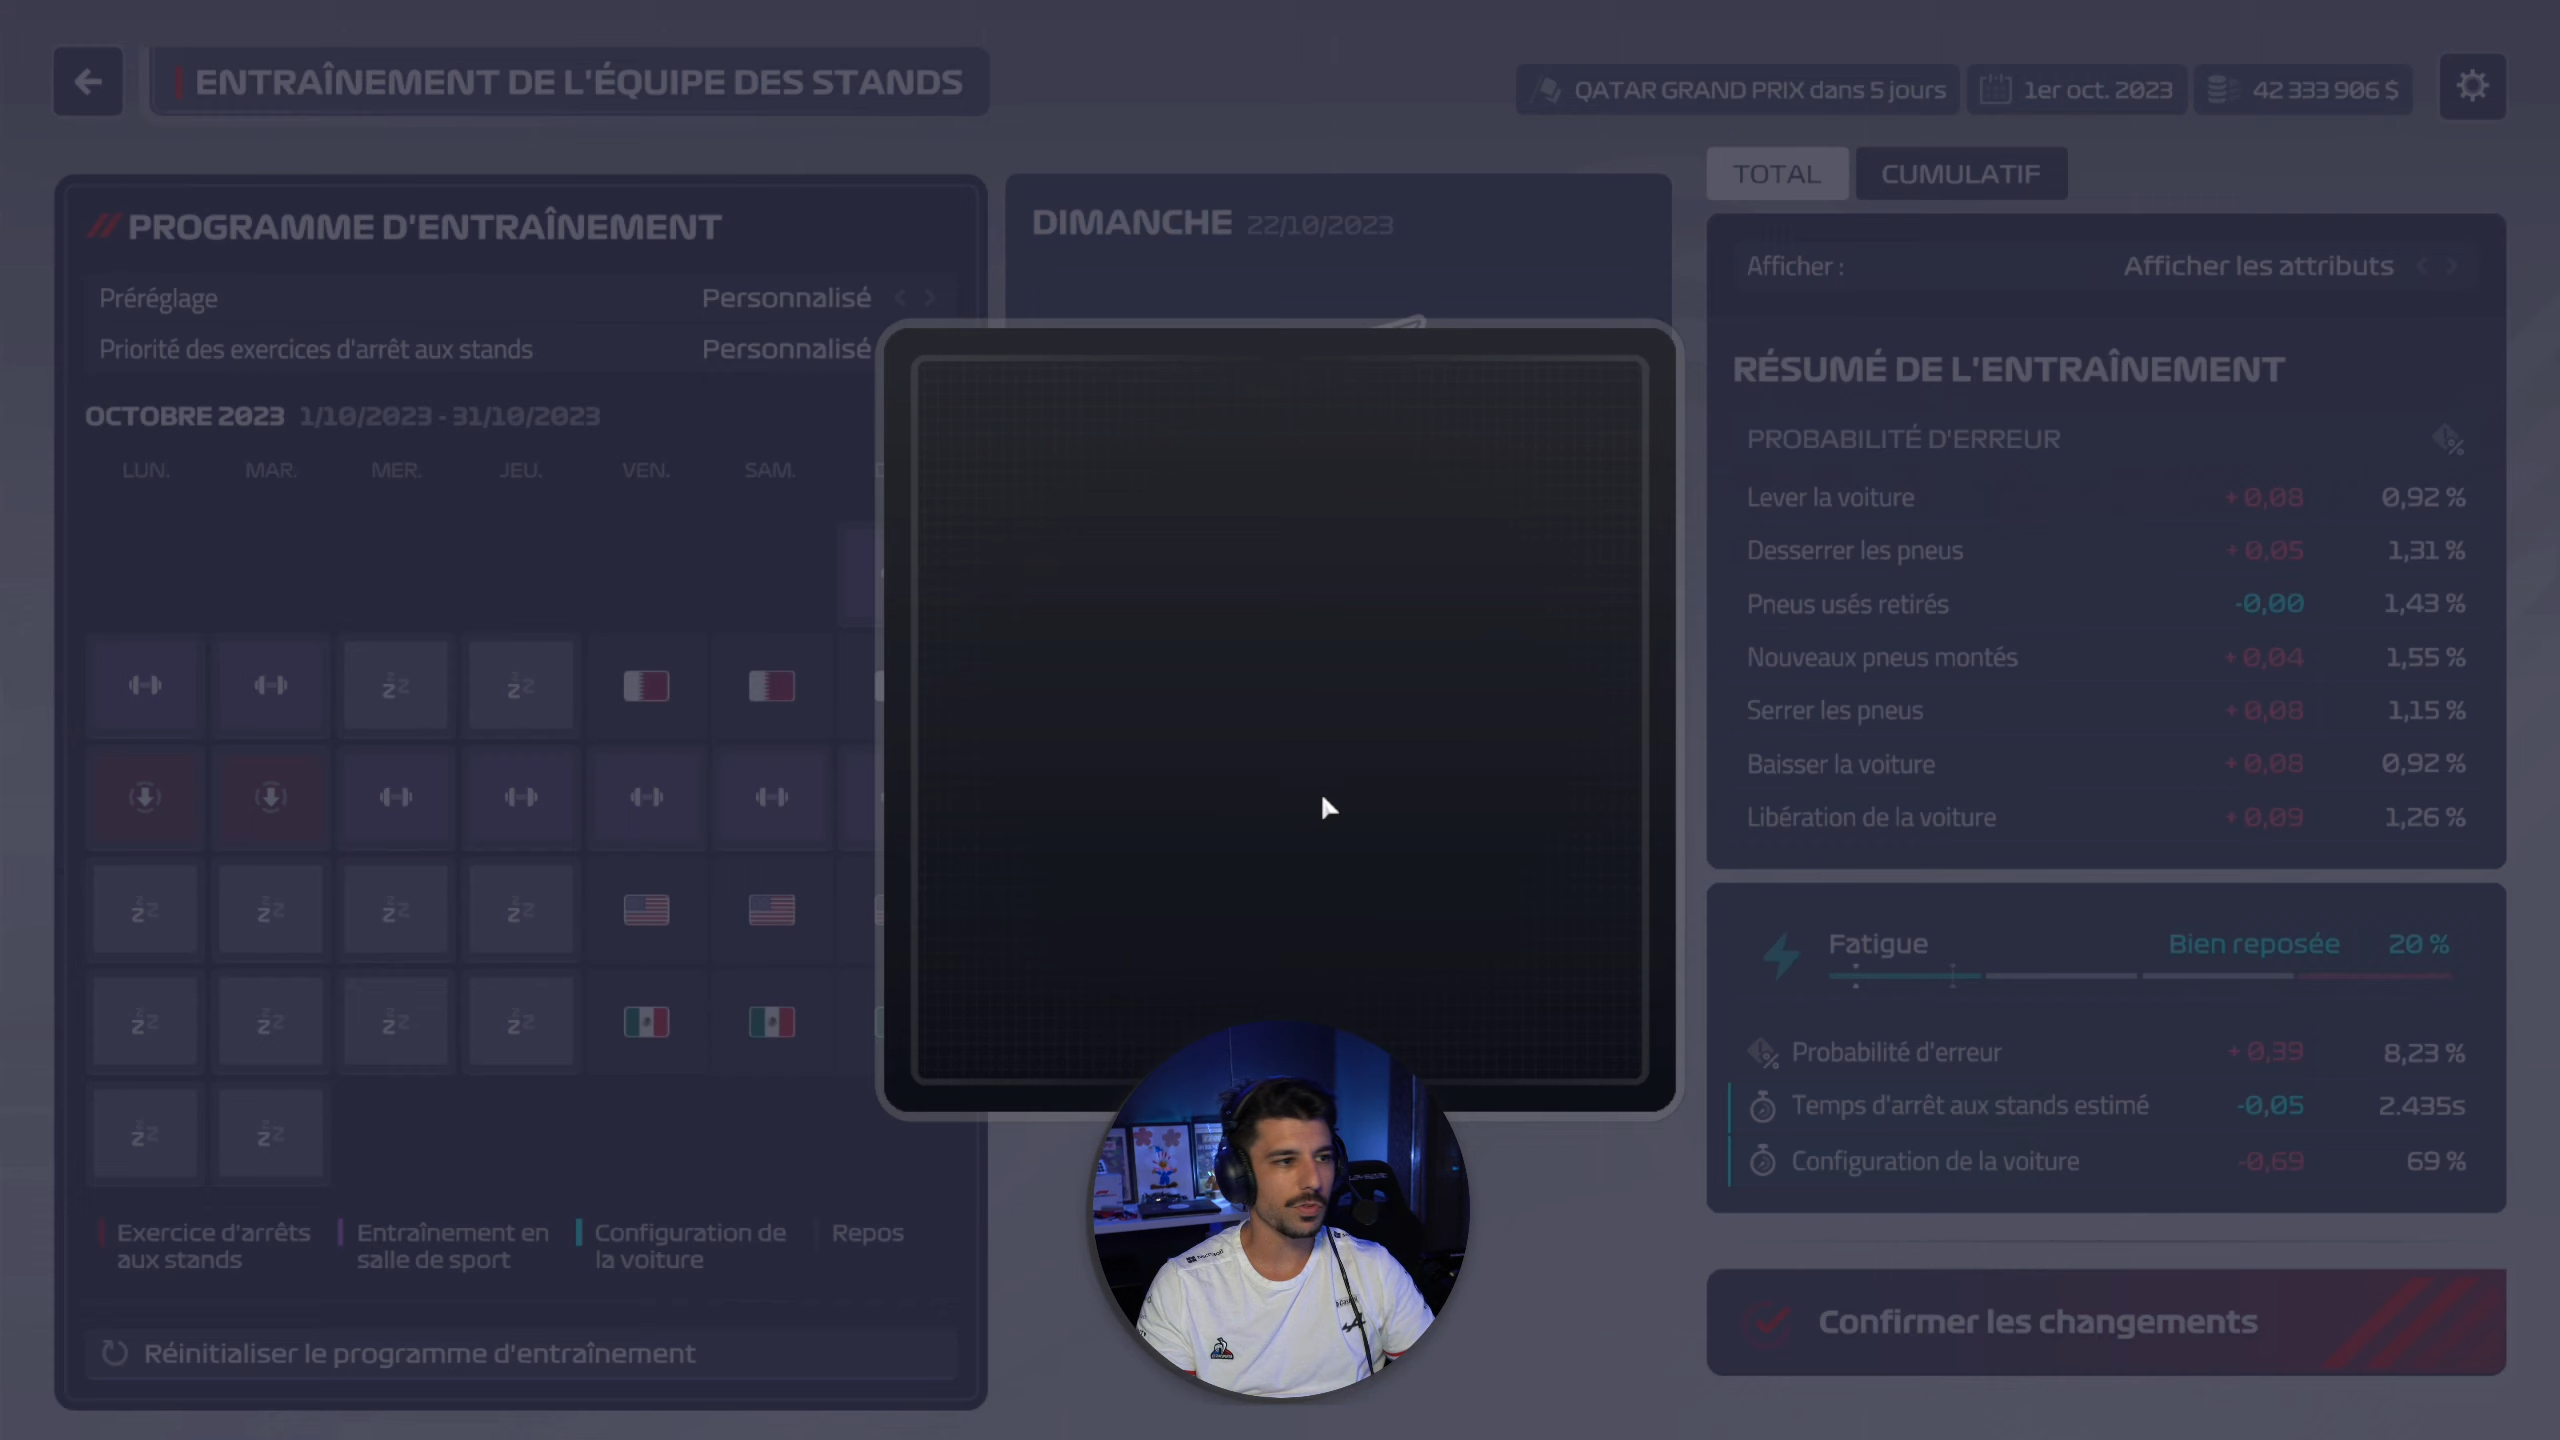 ENTRAÎNEMENT DE L'ÉQUIPE DES STANDS
QATAR GRAND PRIX dans 5 jours
1er oct. 2023
42 333 906 $
PROGRAMME D'ENTRAÎNEMENT
Préréglage
Personnalisé
Priorité des exercices d'arrêt aux stands
Personnalisé
OCTOBRE 2023 1/10/2023 - 31/10/2023
LUN. MAR. MER. JEU. VEN. SAM.
Exercice d'arrêts
aux stands
Entraînement en
salle de sport
Configuration de
la voiture
Repos
Réinitialiser le programme d'entraînement
DIMANCHE 22/10/2023
TOTAL
CUMULATIF
Afficher :
Afficher les attributs
RÉSUMÉ DE L'ENTRAÎNEMENT
PROBABILITÉ D'ERREUR
Lever la voiture + 0,08 0,92 %
Desserrer les pneus + 0,05 1,31 %
Pneus usés retirés -0,00 1,43 %
Nouveaux pneus montés + 0,04 1,55 %
Serrer les pneus + 0,08 1,15 %
Baisser la voiture + 0,08 0,92 %
Libération de la voiture + 0,09 1,26 %
Fatigue Bien reposée 20 %
Probabilité d'erreur + 0,39 8,23 %
Temps d'arrêt aux stands estimé -0,05 2.435s
Configuration de la voiture -0,69 69 %
Confirmer les changements